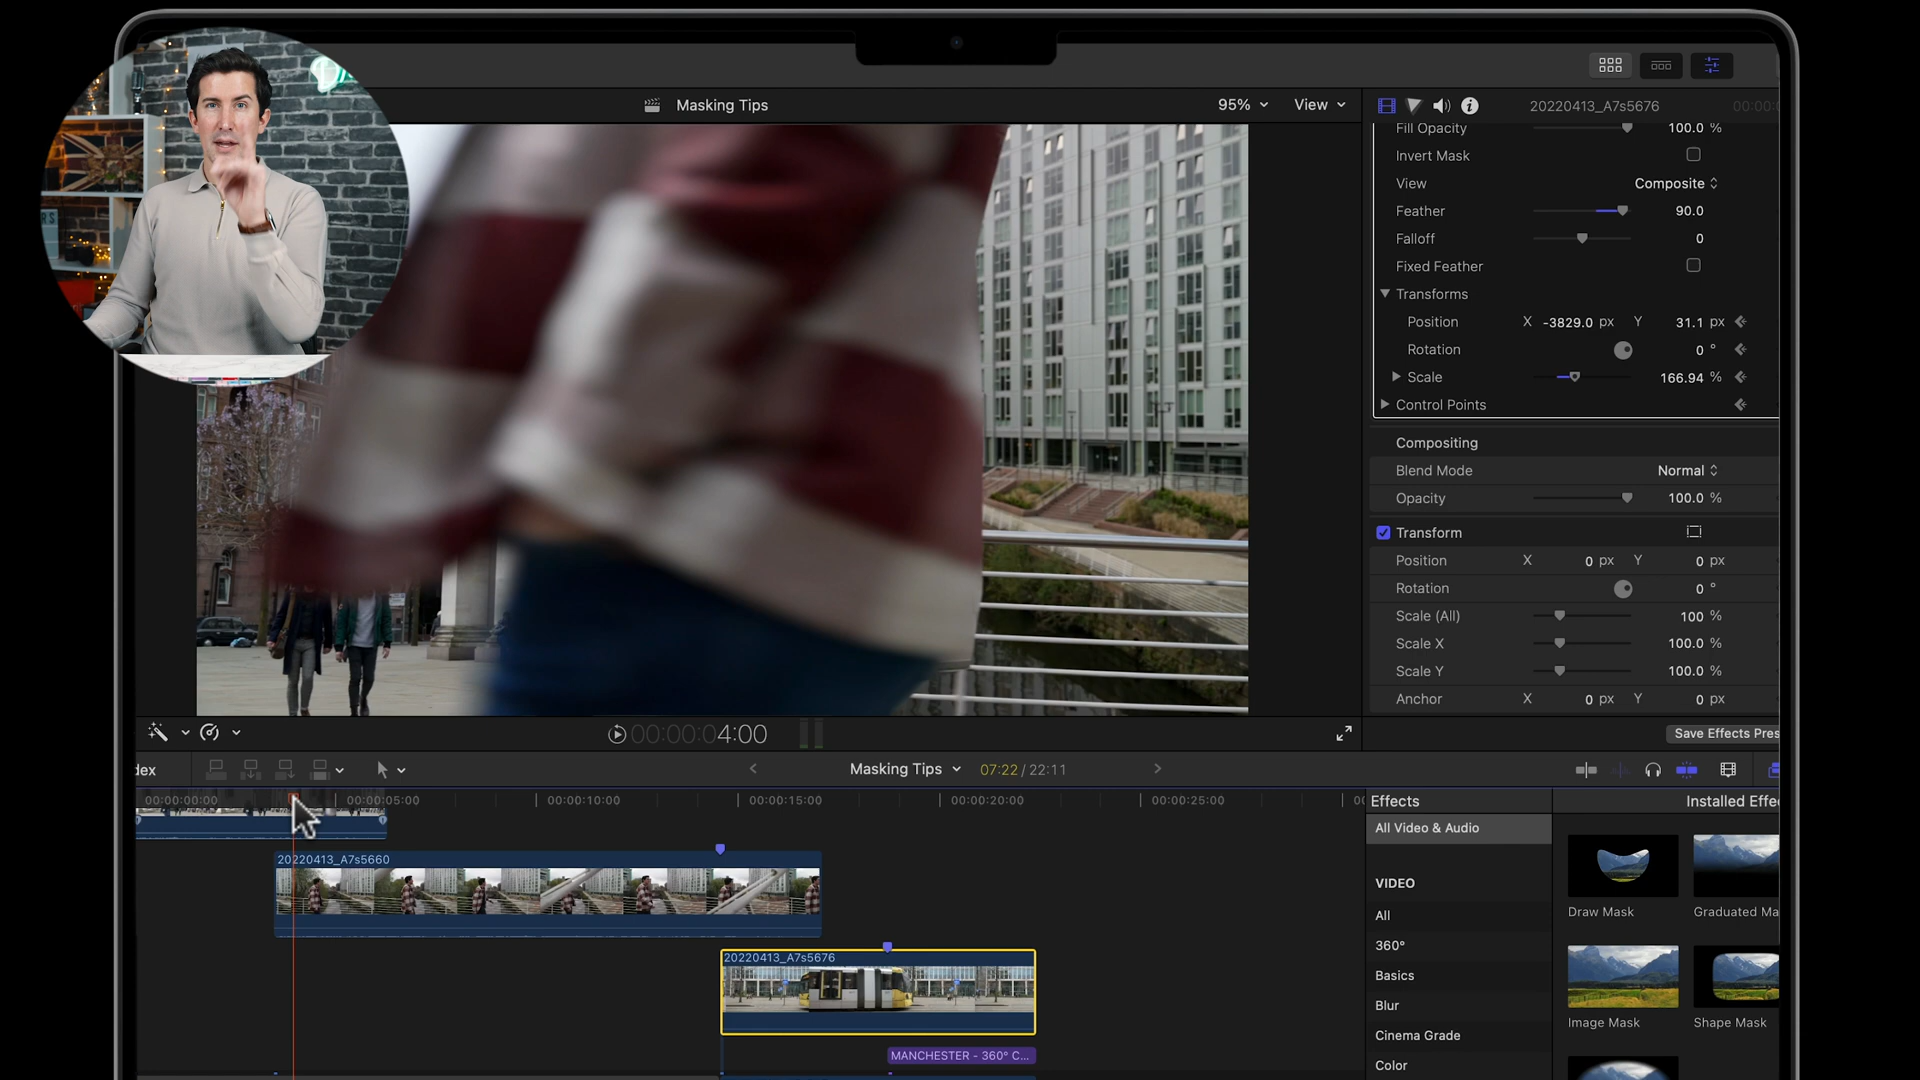 Masking Tips
95%
View
20220413_A7s5676
Fill Opacity
100.0 %
Invert Mask
View
Composite
Feather
90.0
Falloff
0
Fixed Feather
Transforms
Position
X -3829.0 px Y 31.1 px
Rotation
0 °
Scale
166.94 %
Control Points
Compositing
Blend Mode
Normal
Opacity
100.0 %
Transform
Position
X 0 px Y 0 px
Rotation
0 °
Scale (All)
100 %
Scale X
100.0 %
Scale Y
100.0 %
Anchor
X 0 px Y 0 px
00:00:04:00
Save Effects Pres
dex
Masking Tips
07:22 / 22:11
00:00:00:00
00:00:05:00
00:00:10:00
00:00:15:00
00:00:20:00
00:00:25:00
20220413_A7s5660
20220413_A7s5676
MANCHESTER - 360° C...
Effects
Installed Effe
All Video & Audio
VIDEO
All
360°
Basics
Blur
Cinema Grade
Color
Draw Mask
Graduated Ma
Image Mask
Shape Mask